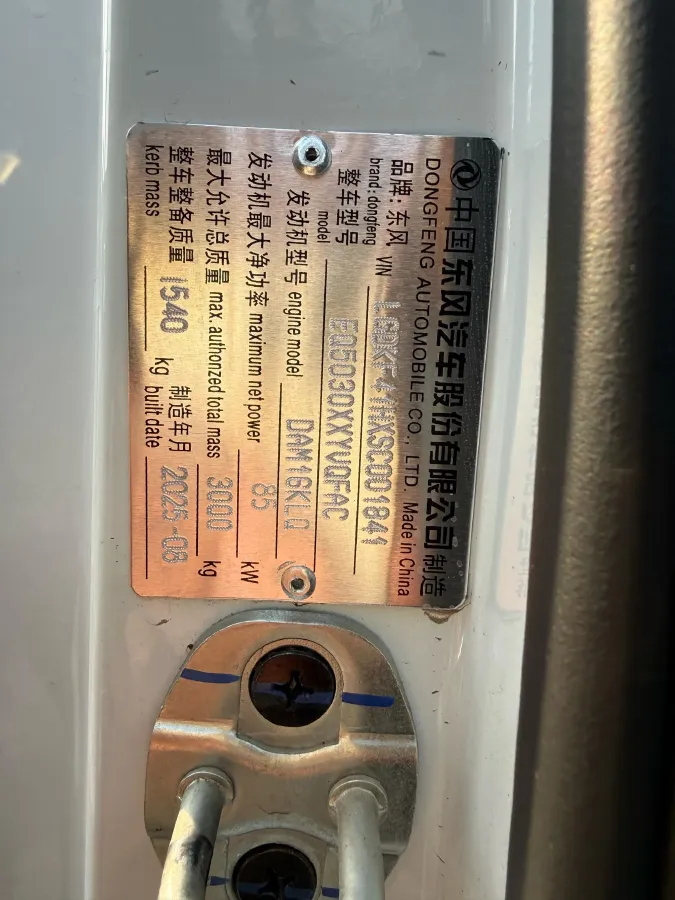 中国东风汽车股份有限公司 制造
DONGFENG AUTOMOBILE CO., LTD. Made in China
品牌: 东风 VIN
brand: dongfeng
整车型号 EQ5030XXYVQFAC
model
发动机型号 engine model DAM16KLQ
发动机最大净功率 maximum net power 85 kW
最大允许总质量 max. authorized total mass 3000 kg
整车整备质量 1540 kg 制造年月 2025-08
kerb mass built date